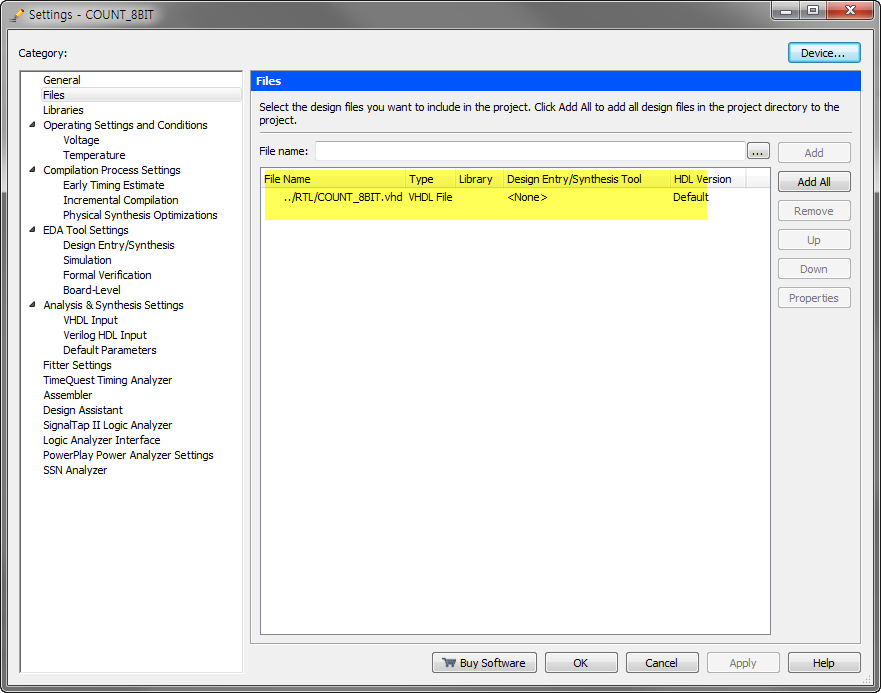 Settings - COUNT_8BIT
Category:
Device...
General
Files
Libraries
Operating Settings and Conditions
Voltage
Temperature
Compilation Process Settings
Early Timing Estimate
Incremental Compilation
Physical Synthesis Optimizations
EDA Tool Settings
Design Entry/Synthesis
Simulation
Formal Verification
Board-Level
Analysis & Synthesis Settings
VHDL Input
Verilog HDL Input
Default Parameters
Fitter Settings
TimeQuest Timing Analyzer
Assembler
Design Assistant
SignalTap II Logic Analyzer
Logic Analyzer Interface
PowerPlay Power Analyzer Settings
SSN Analyzer
Files
Select the design files you want to include in the project. Click Add All to add all design files in the project directory to the
project.
File name: ... Add
File Name Type Library Design Entry/Synthesis Tool HDL Version
../RTL/COUNT_8BIT.vhd VHDL File <None> Default
Add All
Remove
Up
Down
Properties
Buy Software OK Cancel Apply Help